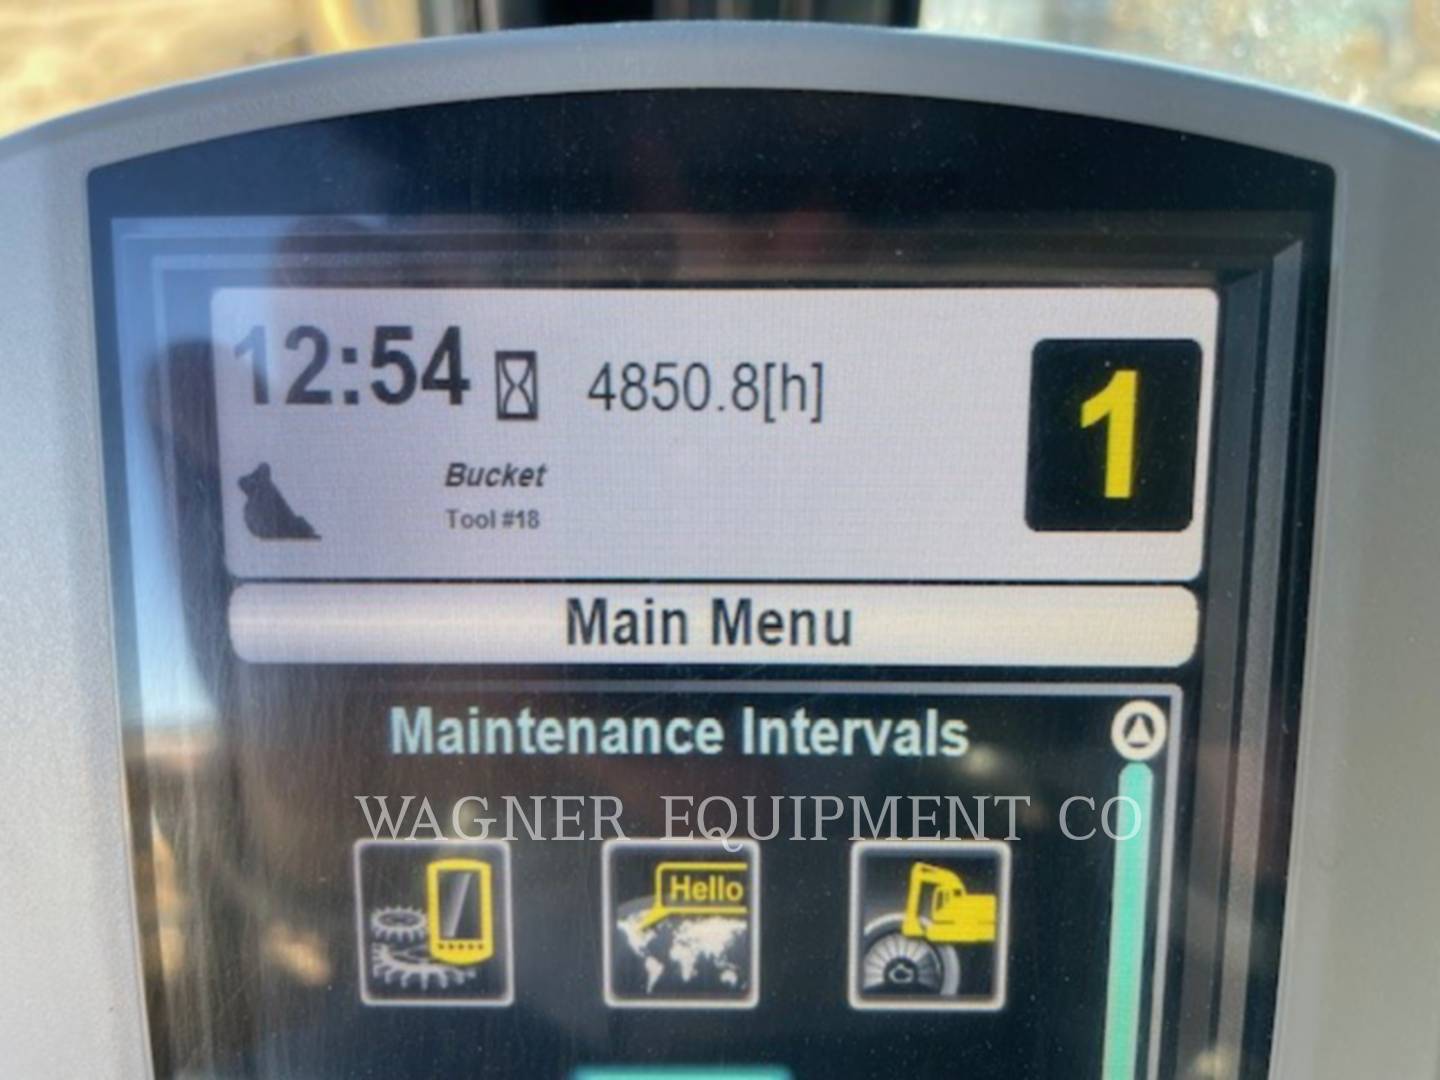 12:54 4850.8[h] 1
Bucket
Tool #18
Main Menu
Maintenance Intervals
WAGNER EQUIPMENT CO
Hello